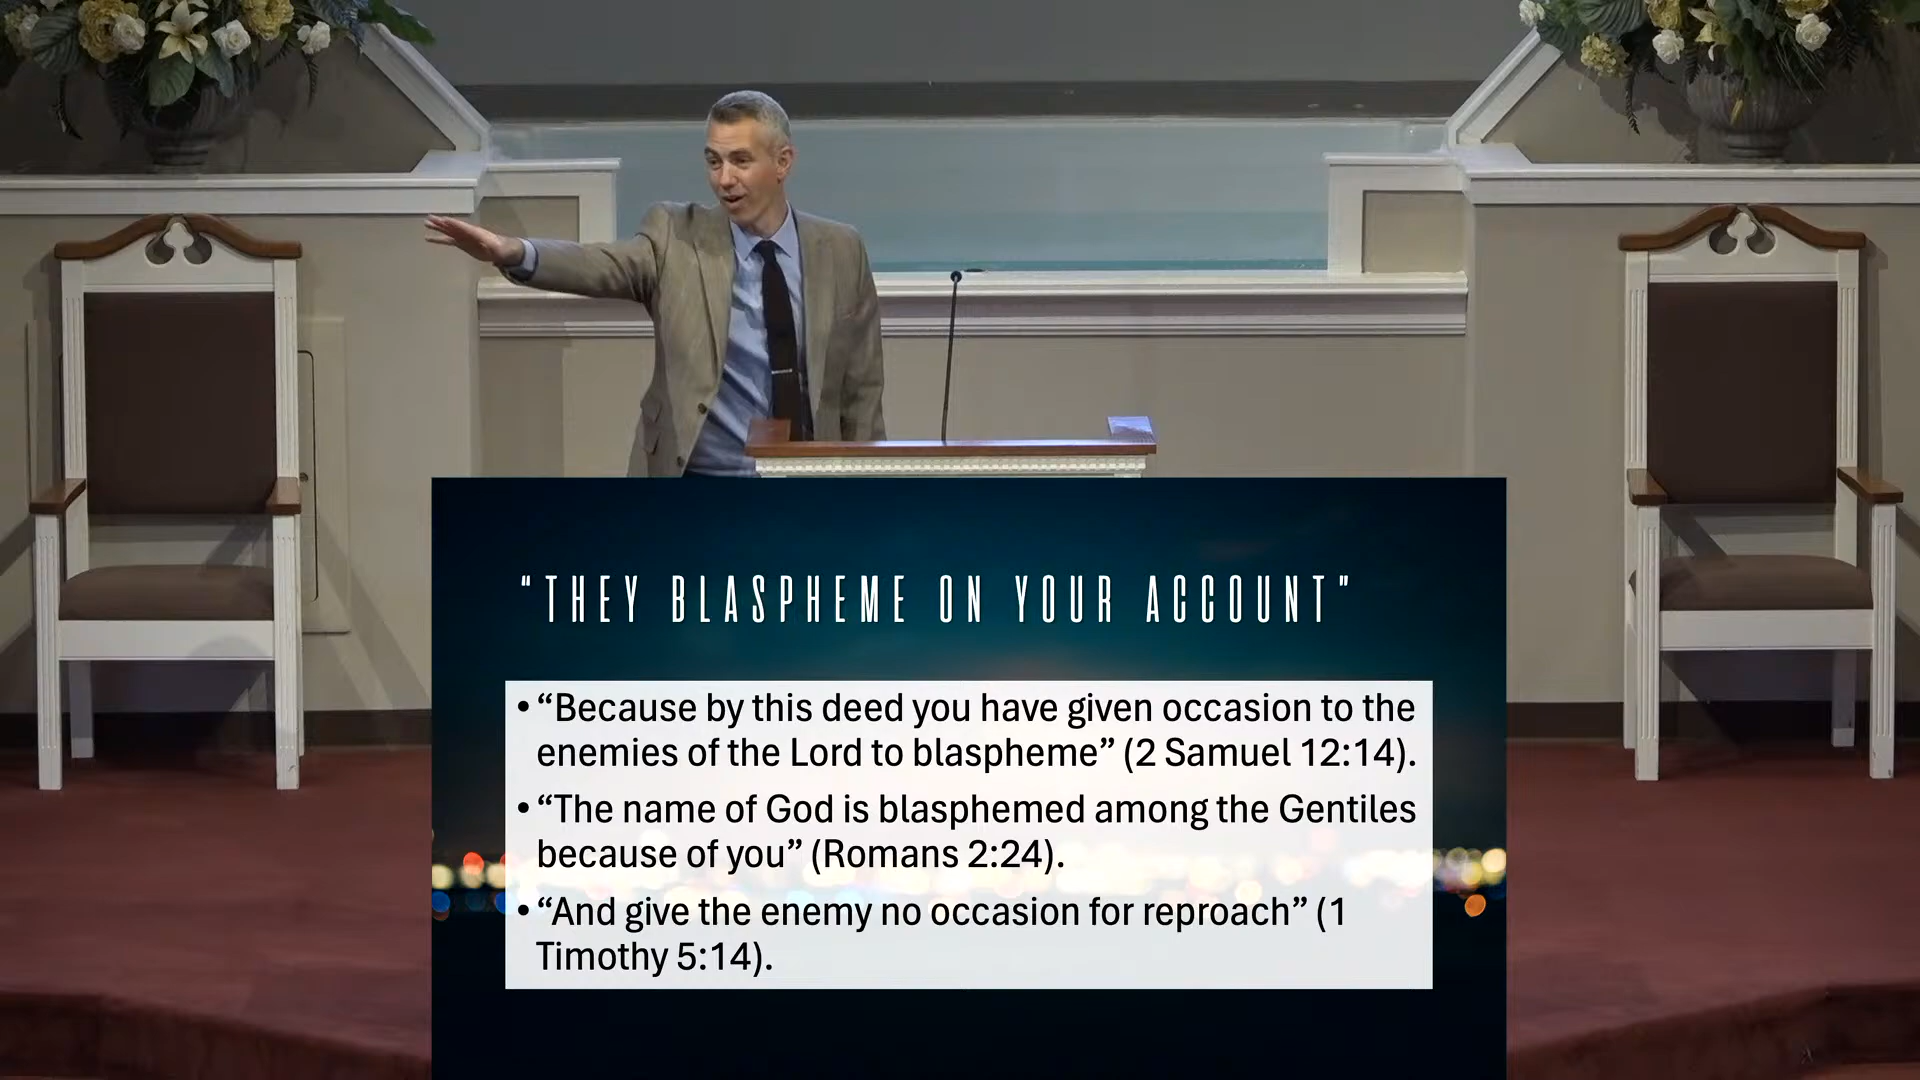 “THEY BLASPHEME ON YOUR ACCOUNT”
• “Because by this deed you have given occasion to the
enemies of the Lord to blaspheme” (2 Samuel 12:14).
• “The name of God is blasphemed among the Gentiles
because of you” (Romans 2:24).
• “And give the enemy no occasion for reproach” (1
Timothy 5:14).